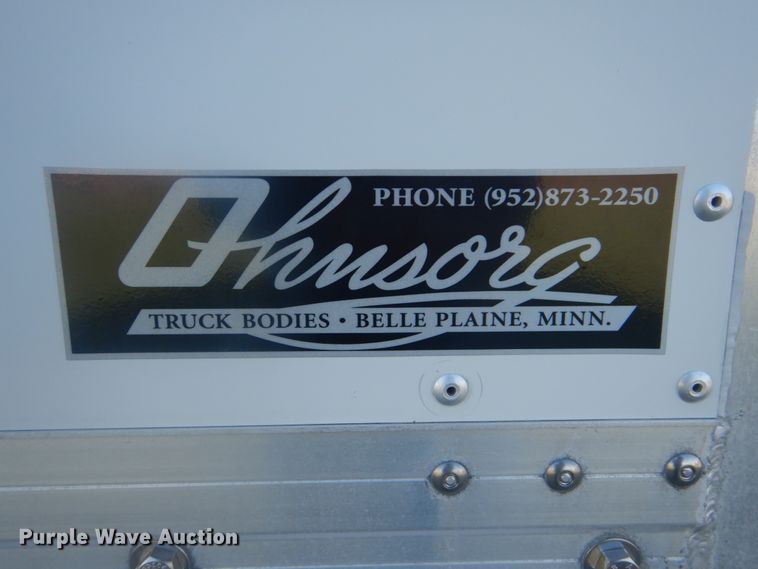 PHONE (952)873-2250
Ohnsorg
TRUCK BODIES · BELLE PLAINE, MINN.
Purple Wave Auction